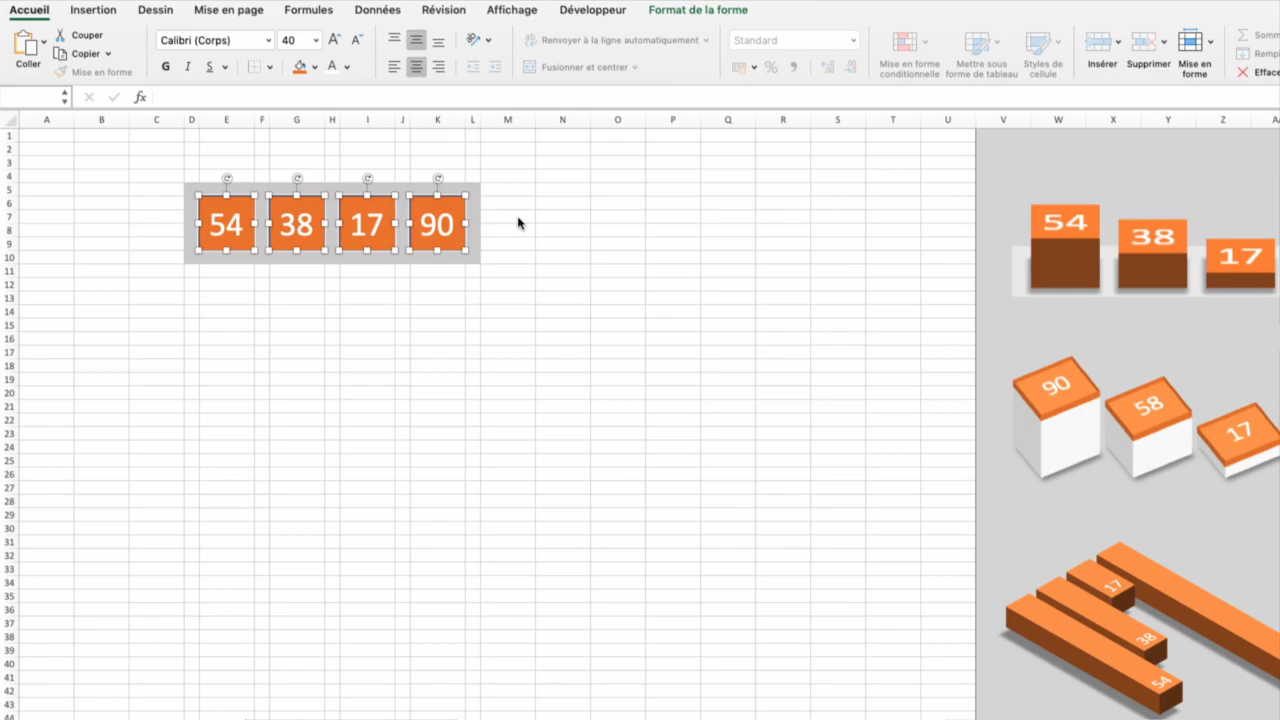 Accueil Insertion Dessin Mise en page Formules Données Révision Affichage Développeur Format de la forme
Coller
Couper
Copier
Mise en forme
Calibri (Corps) 40 A A
G I S A
Renvoyer à la ligne automatiquement
Fusionner et centrer
Standard
%
Mise en forme
conditionnelle
Mettre sous
forme de tableau
Styles de
cellule
Insérer
Supprimer
Mise en
forme
fx
A B C D E F G H I J K L M N O P Q R S T U V W X Y Z
1
2
3
4
5
6
7
8
9
10
11
12
13
14
15
16
17
18
19
20
21
22
23
24
25
26
27
28
29
30
31
32
33
34
35
36
37
38
39
40
41
42
43
44
54 38 17 90
54 38 17
90 58 17
17
38
54